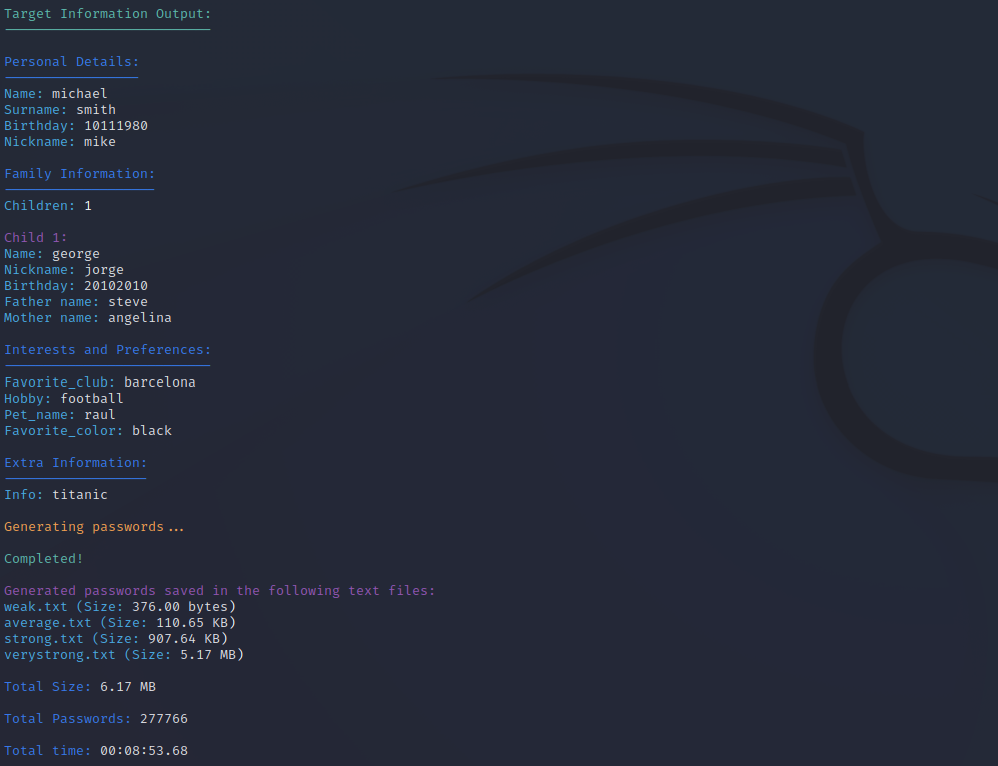 Target Information Output:
Personal Details:
Name: michael
Surname: smith
Birthday: 10111980
Nickname: mike
Family Information:
Children: 1
Child 1:
Name: george
Nickname: jorge
Birthday: 20102010
Father name: steve
Mother name: angelina
Interests and Preferences:
Favorite_club: barcelona
Hobby: football
Pet_name: raul
Favorite_color: black
Extra Information:
Info: titanic
Generating passwords...
Completed!
Generated passwords saved in the following text files:
weak.txt (Size: 376.00 bytes)
average.txt (Size: 110.65 KB)
strong.txt (Size: 907.64 KB)
verystrong.txt (Size: 5.17 MB)
Total Size: 6.17 MB
Total Passwords: 277766
Total time: 00:08:53.68